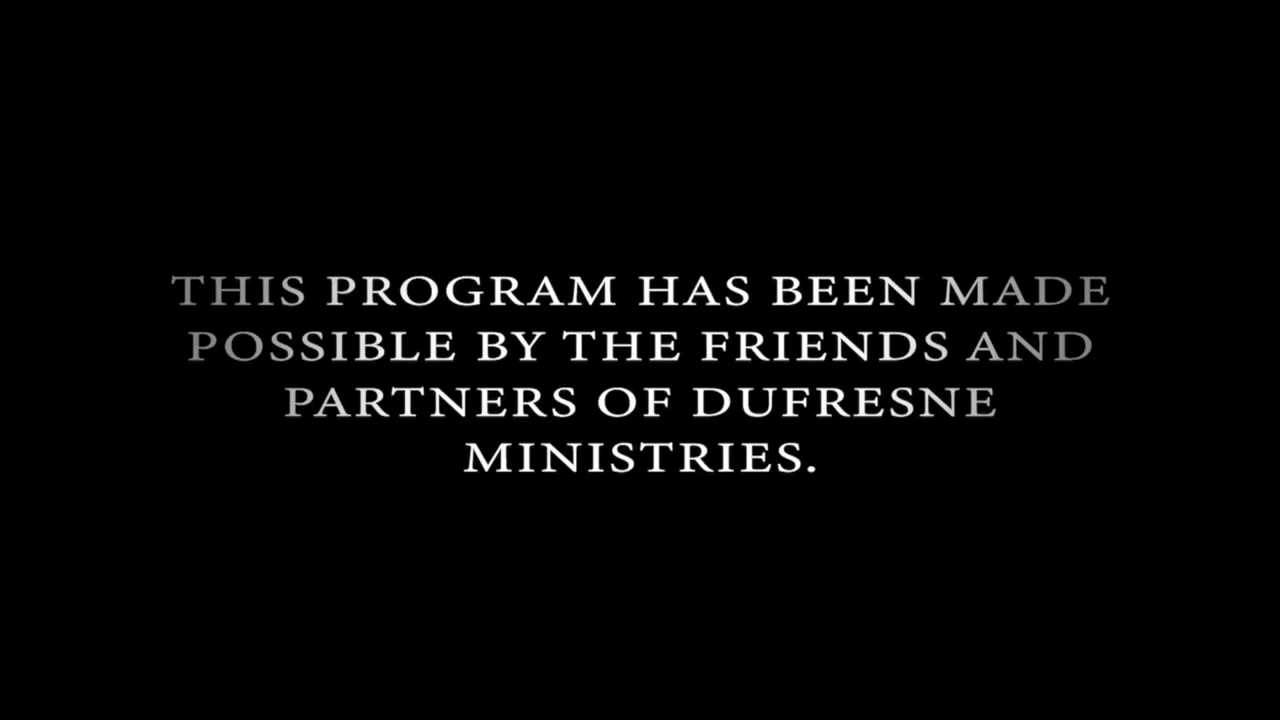 THIS PROGRAM HAS BEEN MADE
POSSIBLE BY THE FRIENDS AND
PARTNERS OF DUFRESNE
MINISTRIES.